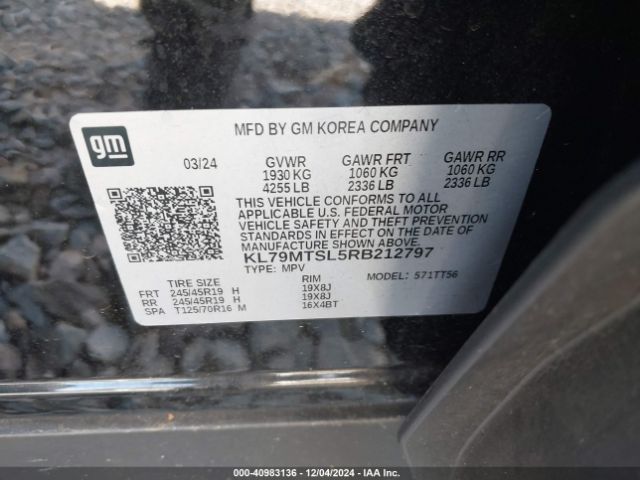 gm
MFD BY GM KOREA COMPANY
03/24 GVWR GAWR FRT GAWR RR
1930 KG 1060 KG 1060 KG
4255 LB 2336 LB 2336 LB
THIS VEHICLE CONFORMS TO ALL
APPLICABLE U.S. FEDERAL MOTOR
VEHICLE SAFETY AND THEFT PREVENTION
STANDARDS IN EFFECT ON THE DATE OF
MANUFACTURE SHOWN ABOVE.
KL79MTSL5RB212797
TYPE: MPV MODEL: 571TT56
TIRE SIZE RIM
FRT 245/45R19 H 19X8J
RR 245/45R19 H 19X8J
SPA T125/70R16 M 16X4BT
000-40983136 - 12/04/2024 - IAA Inc.